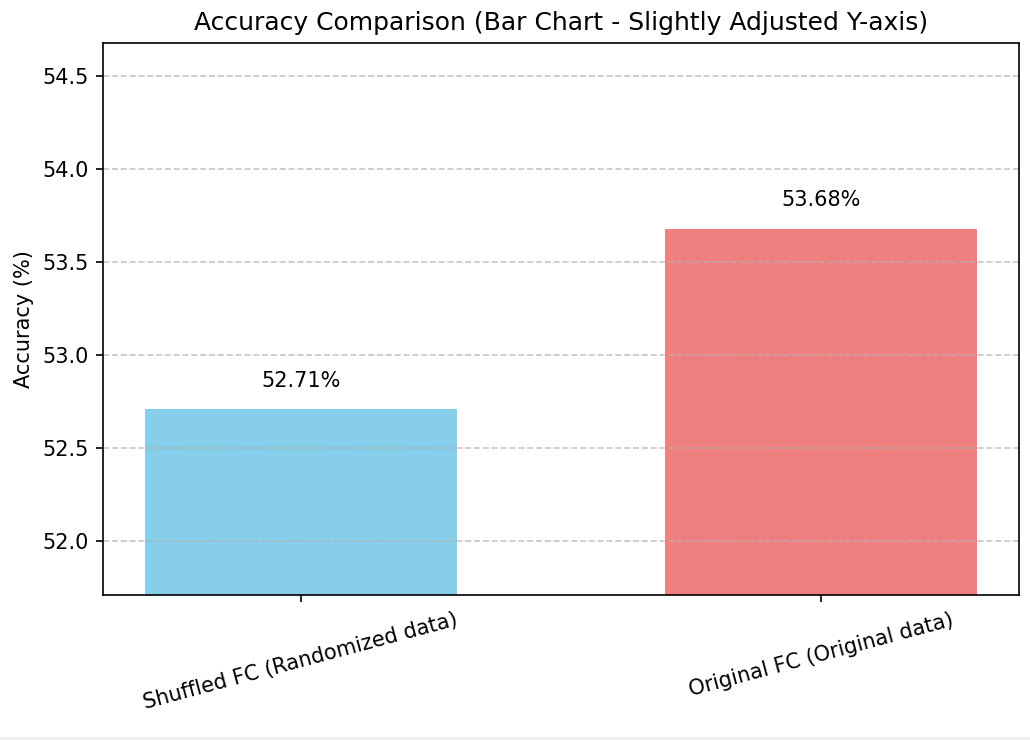 Accuracy Comparison (Bar Chart - Slightly Adjusted Y-axis)
Accuracy (%)
54.5
54.0
53.5
53.0
52.5
52.0
52.71%
53.68%
Shuffled FC (Randomized data)
Original FC (Original data)